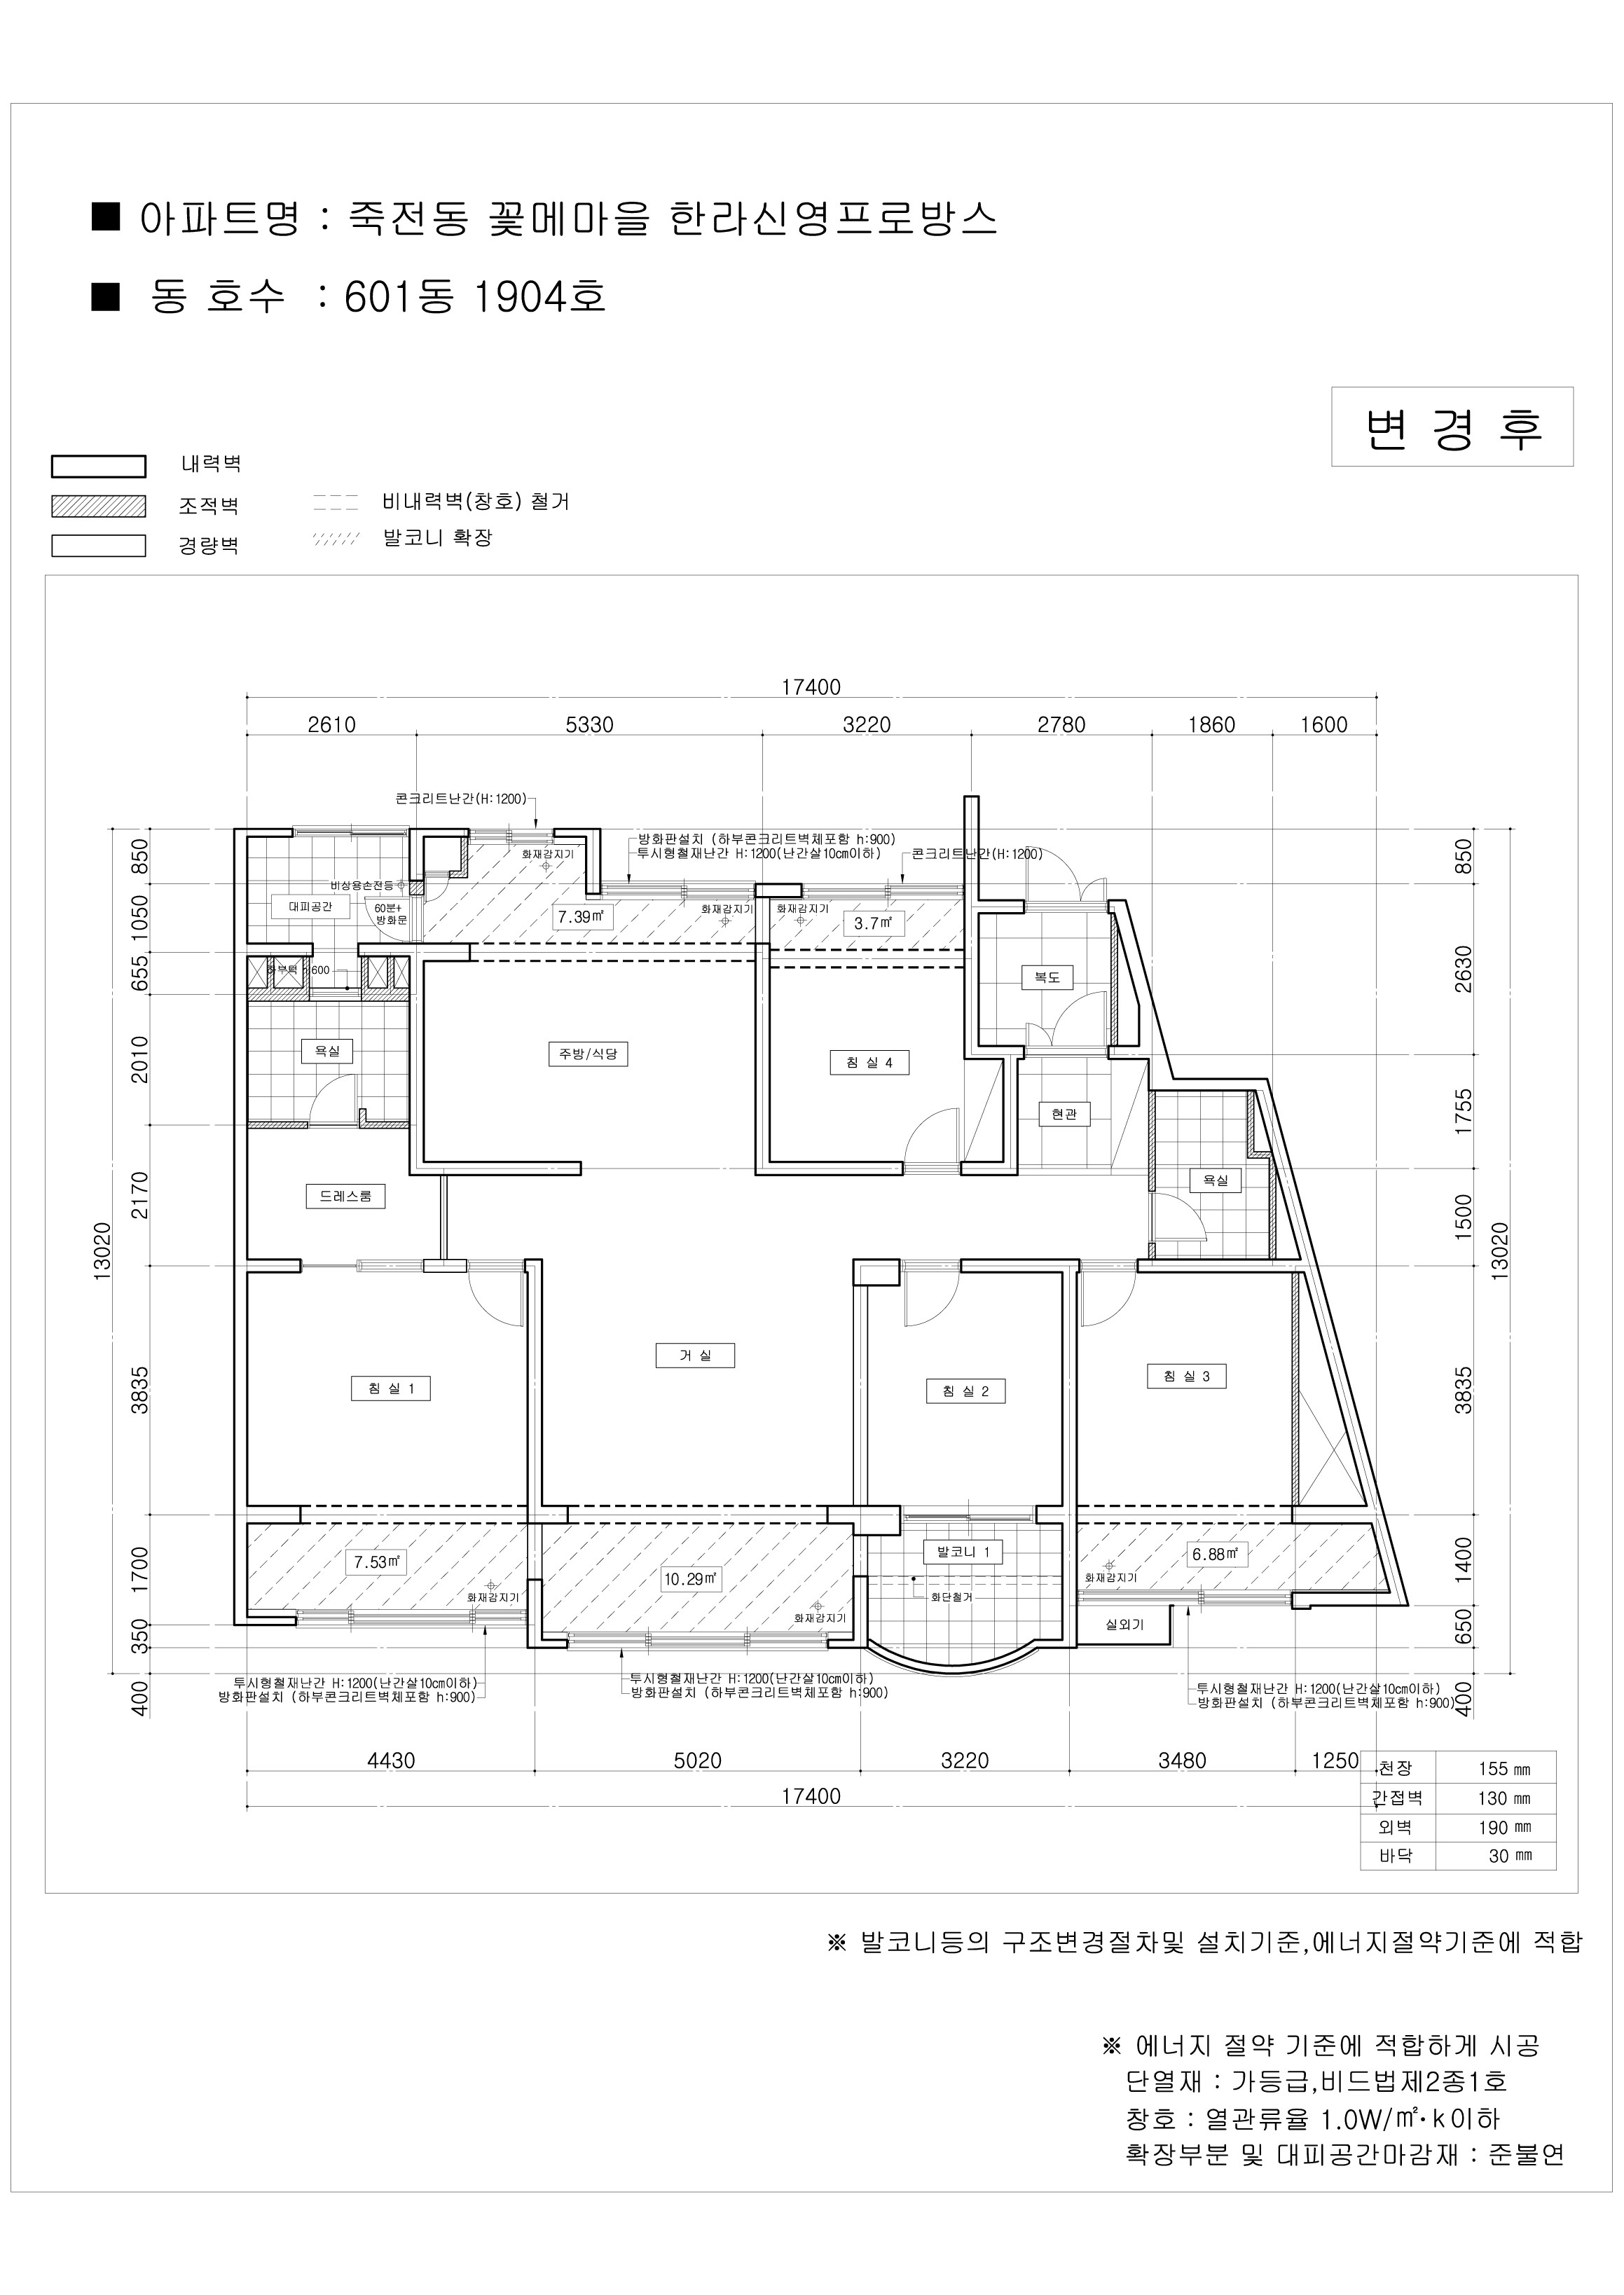 ■ 아파트명 : 죽전동 꽃메마을 한라신영프로방스
■ 동 호수 : 601동 1904호
변 경 후
내력벽
조적벽
경량벽
비내력벽(창호) 철거
발코니 확장
17400
2610 5330 3220 2780 1860 1600
콘크리트난간(H:1200)
방화판설치 (하부콘크리트벽체포함 h:900)
투시형철재난간 H:1200(난간살10cm이하)
콘크리트난간(H:1200)
화재감지기
비상용손전등
대피공간
60분+
방화문
7.39㎡
화재감지기
화재감지기
3.7㎡
하부턱 :600
복도
욕실
주방/식당
침 실 4
현관
드레스룸
욕실
거 실
침 실 1
침 실 2
침 실 3
7.53㎡
화재감지기
10.29㎡
화재감지기
발코니 1
화단철거
6.88㎡
화재감지기
실외기
850
1050
655
2010
2170
3835
1700
350
400
13020
850
2630
1755
1500
3835
1400
650
400
13020
투시형철재난간 H:1200(난간살10cm이하)
방화판설치 (하부콘크리트벽체포함 h:900)
투시형철재난간 H:1200(난간살10cm이하)
방화판설치 (하부콘크리트벽체포함 h:900)
투시형철재난간 H:1200(난간살10cm이하)
방화판설치 (하부콘크리트벽체포함 h:900)
4430 5020 3220 3480 1250
17400
천장 155 ㎜
간접벽 130 ㎜
외벽 190 ㎜
바닥 30 ㎜
※ 발코니등의 구조변경절차및 설치기준,에너지절약기준에 적합
※ 에너지 절약 기준에 적합하게 시공
단열재 : 가등급,비드법제2종1호
창호 : 열관류율 1.0W/㎡·k이하
확장부분 및 대피공간마감재 : 준불연